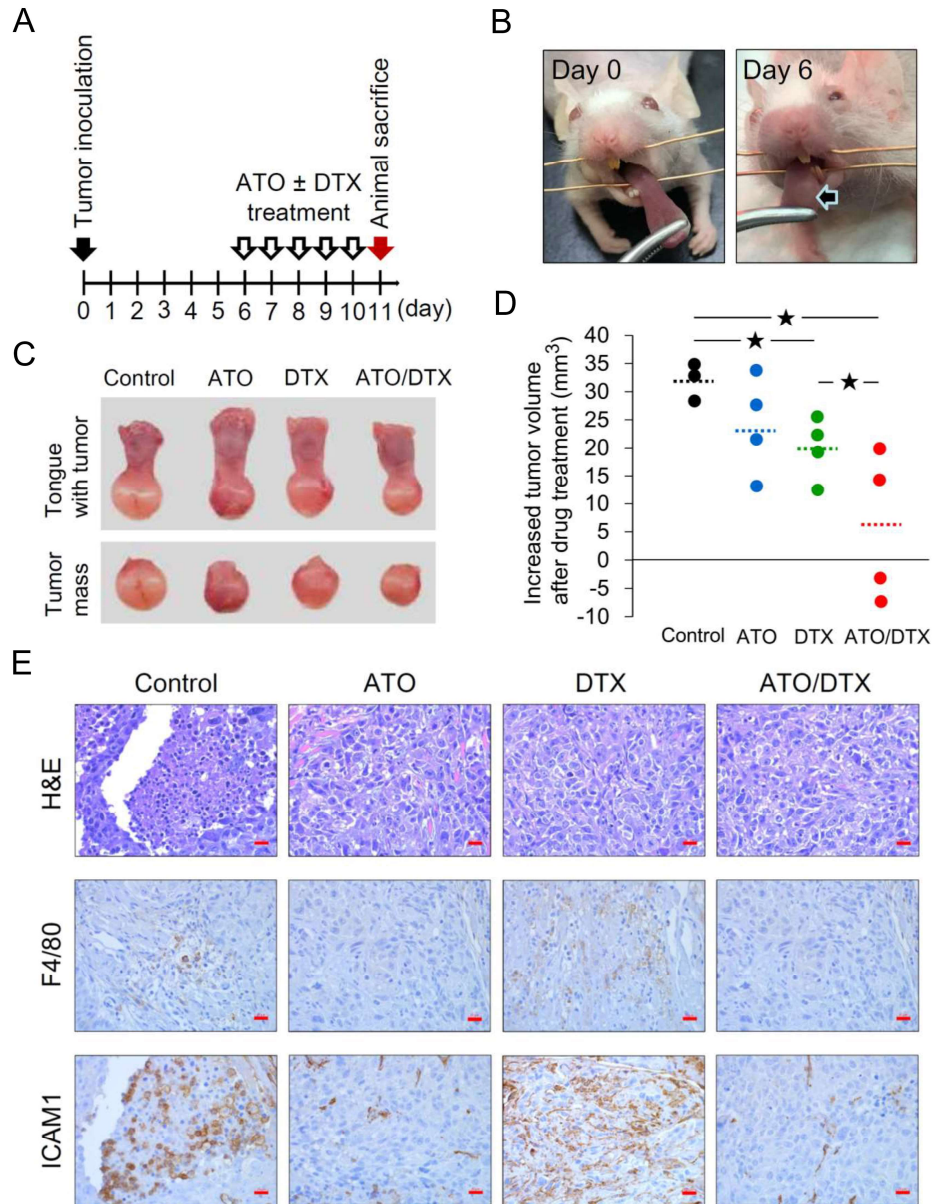 A
Tumor inoculation
ATO ± DTX
treatment
Animal sacrifice
0 1 2 3 4 5 6 7 8 9 10 11 (day)
B
Day 0
Day 6
C
Control ATO DTX ATO/DTX
Tongue
with tumor
Tumor
mass
D
Increased tumor volume
after drug treatment (mm³)
40
35
30
25
20
15
10
5
0
-5
-10
Control ATO DTX ATO/DTX
E
Control ATO DTX ATO/DTX
H&E
F4/80
ICAM1